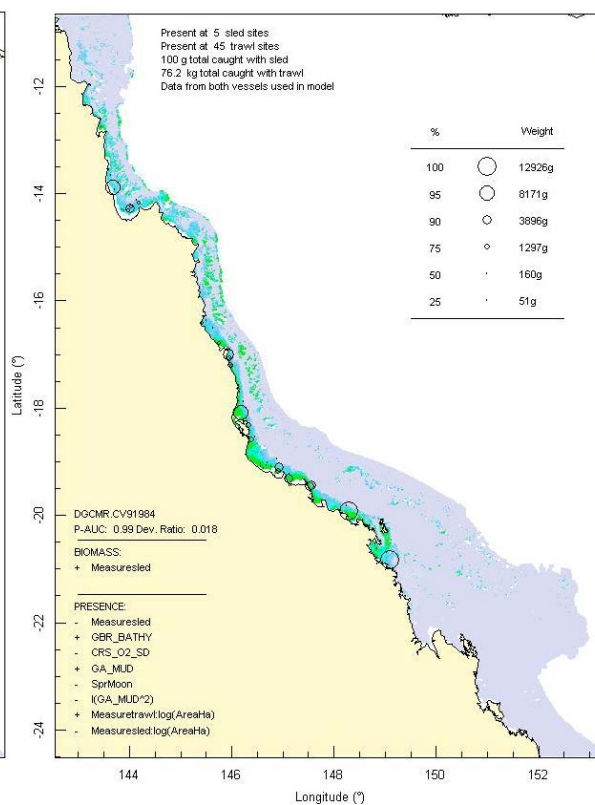 Present at 5 sled sites
Present at 45 trawl sites
100 g total caught with sled
76.2 kg total caught with trawl
Data from both vessels used in model
% Weight
100 12926g
95 8171g
90 3896g
75 1297g
50 160g
25 51g
-12
-14
-16
-18
-20
-22
-24
Latitude (°)
DGCMR.CV91984
P-AUC: 0.99 Dev. Ratio: 0.018
BIOMASS:
+ Measuresled
PRESENCE:
- Measuresled
+ GBR_BATHY
- CRS_O2_SD
+ GA_MUD
- SprMoon
- I(GA_MUD^2)
+ Measuretrawl:log(AreaHa)
- Measuresled:log(AreaHa)
144 146 148 150 152
Longitude (°)